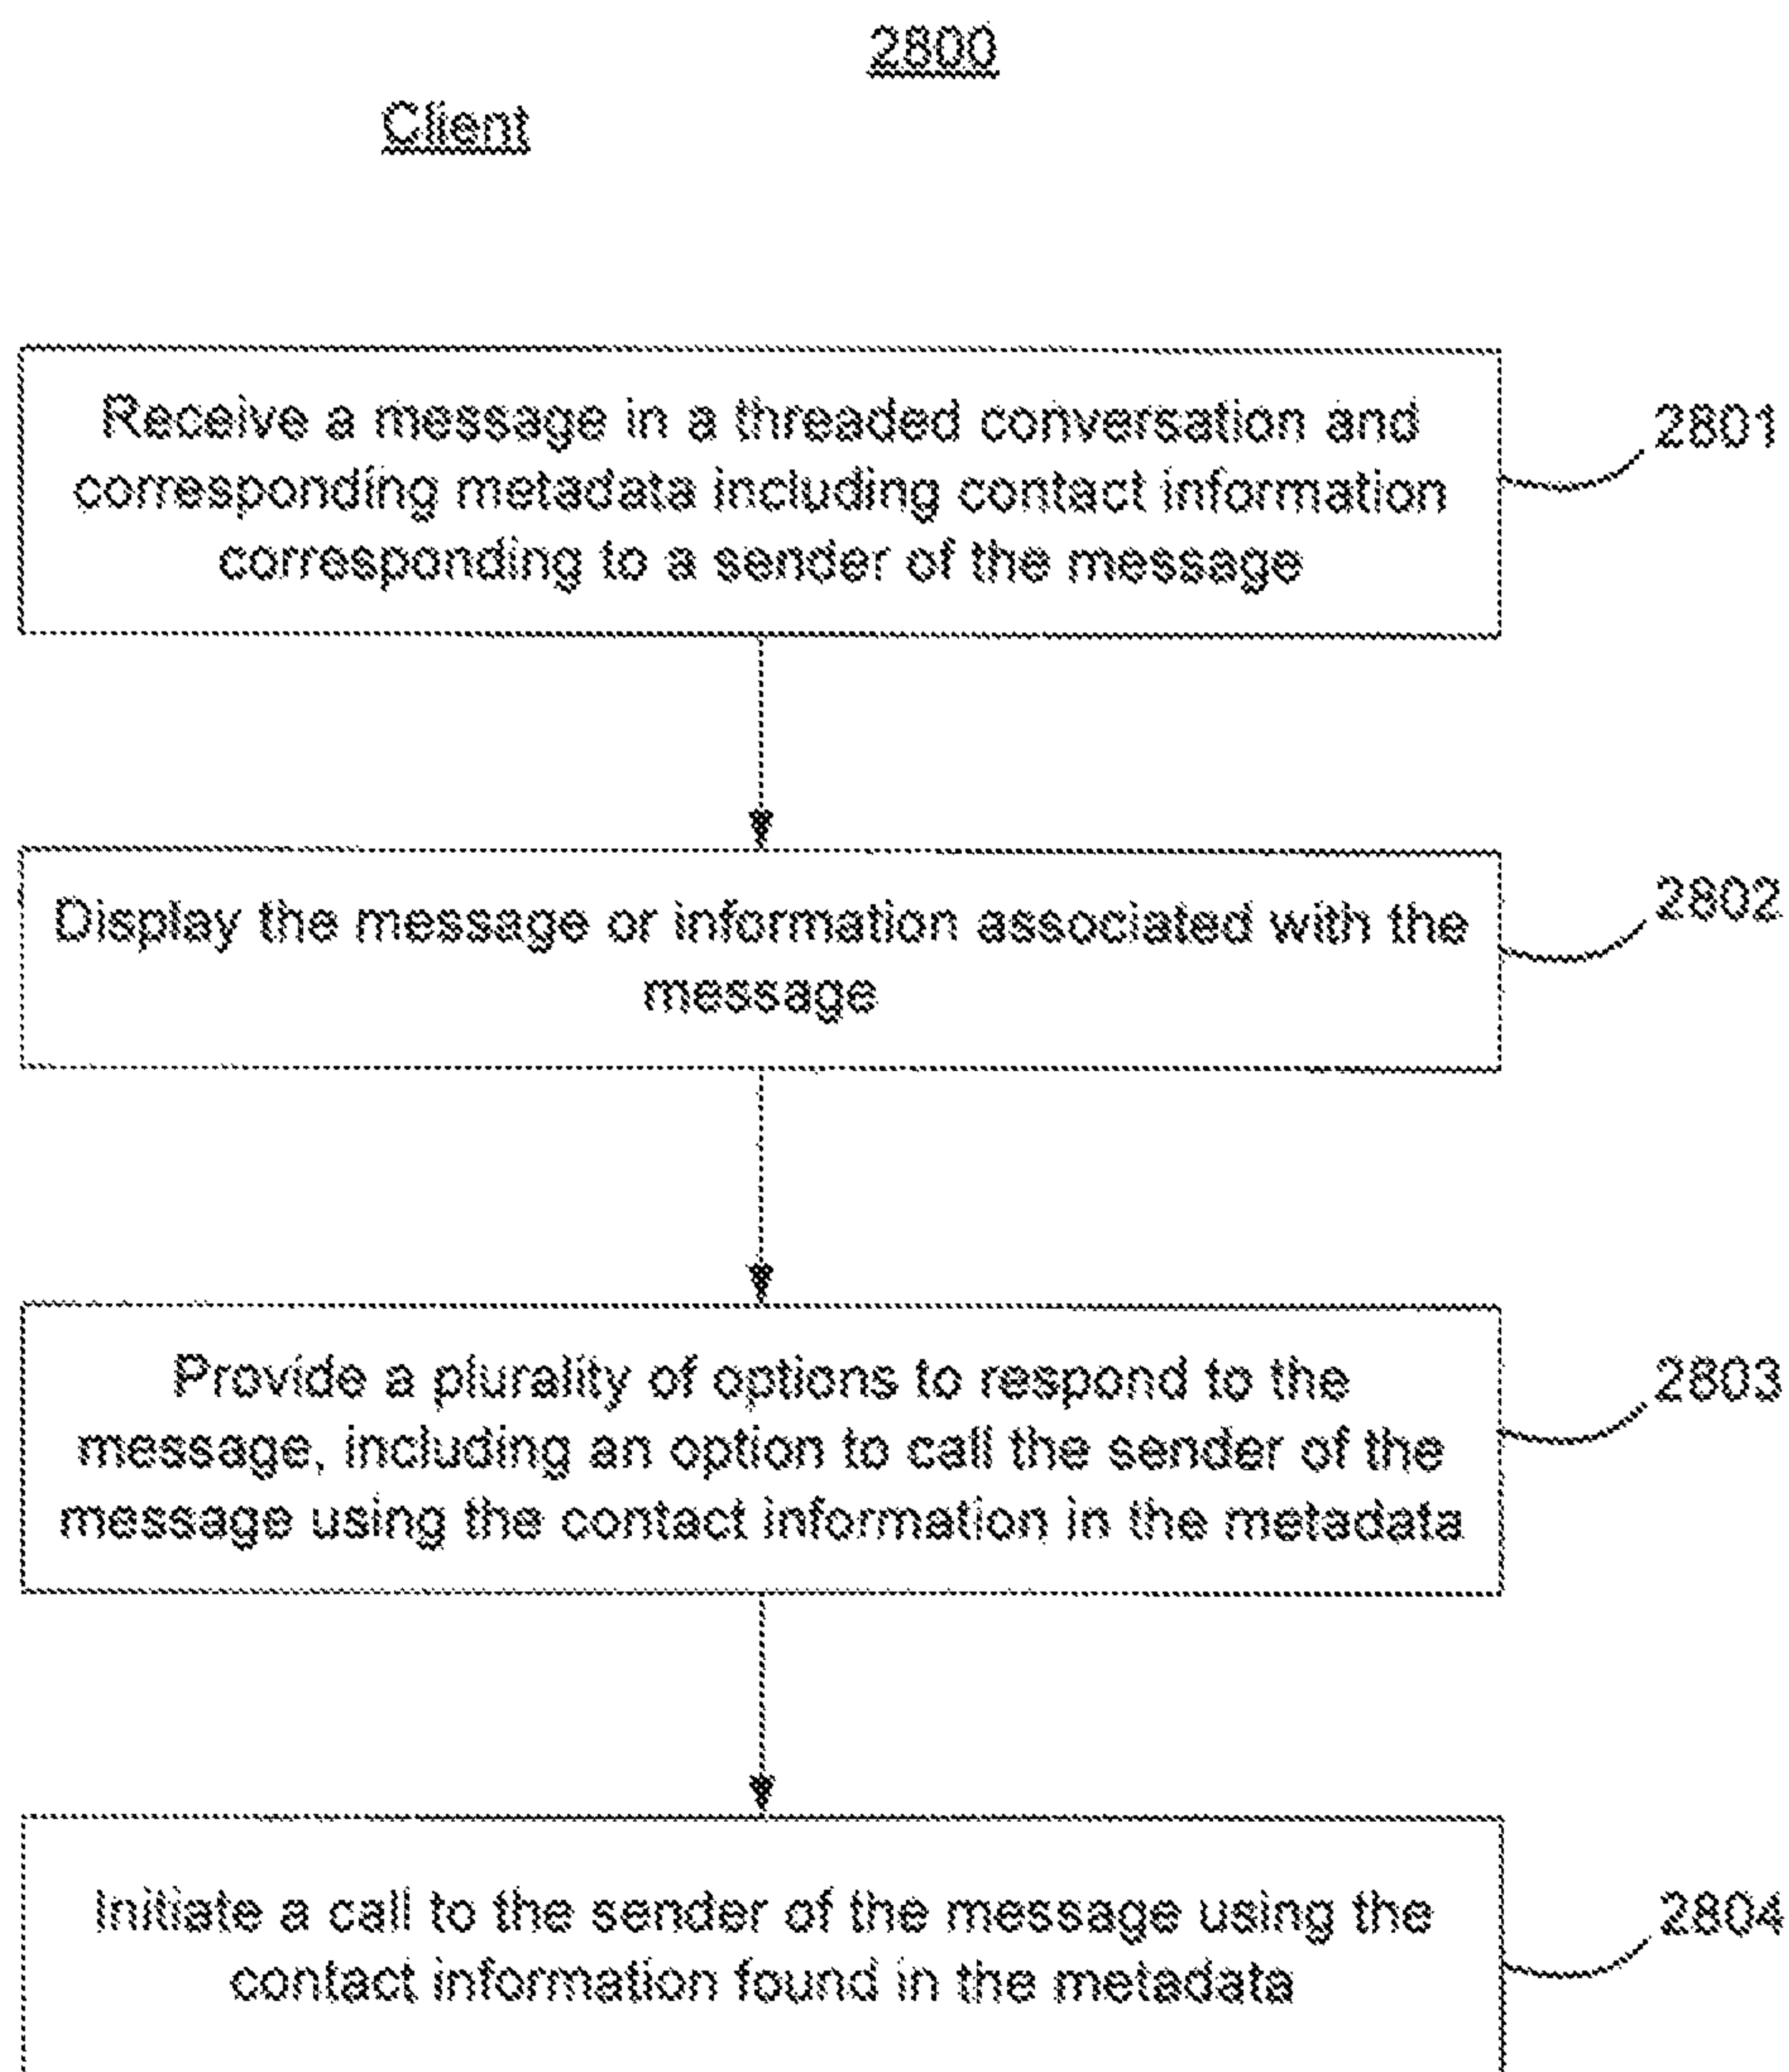 2800
Client
Receive a message in a threaded conversation and
corresponding metadata including contact information
corresponding to a sender of the message
2801
Display the message or information associated with the
message
2802
Provide a plurality of options to respond to the
message, including an option to call the sender of the
message using the contact information in the metadata
2803
Initiate a call to the sender of the message using the
contact information found in the metadata
2804